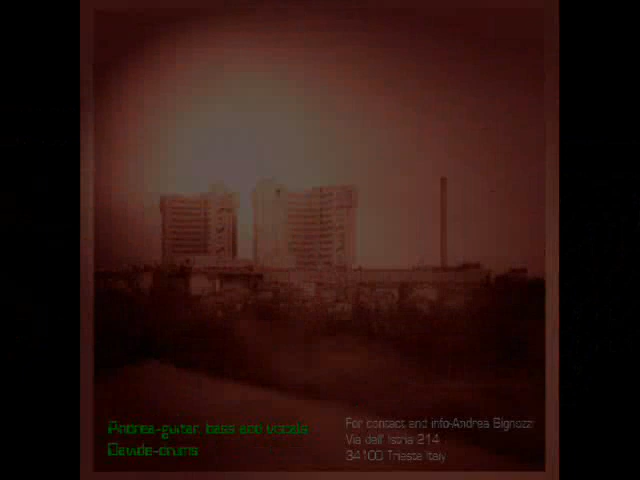 Andrea-guitar, bass and vocals
Davide-drums
For contact and info-Andrea Bignozzi
Via dell' Istria 214
34100 Trieste Italy